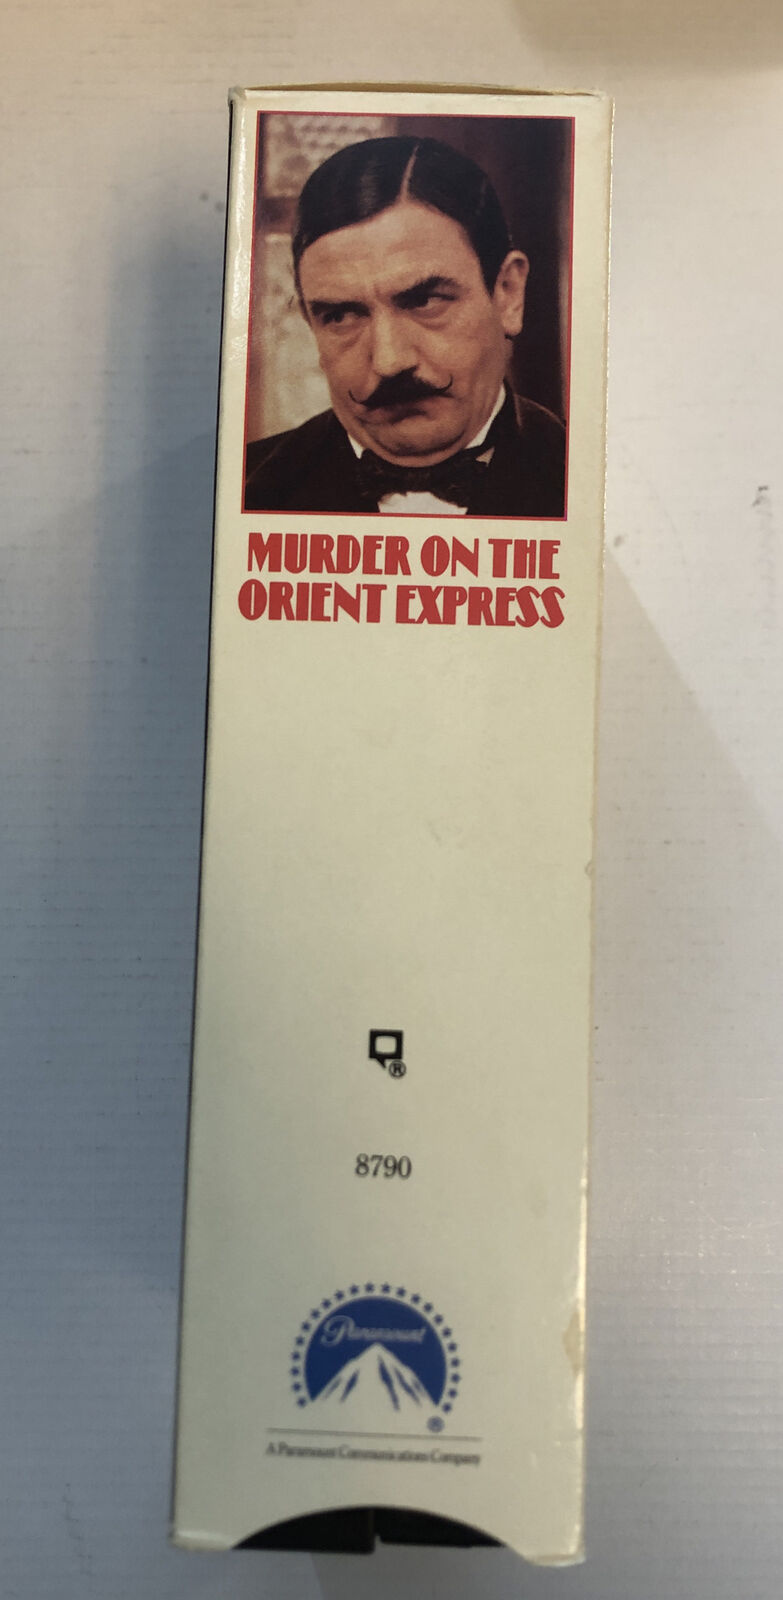 MURDER ON THE
ORIENT EXPRESS
®
8790
Paramount
®
A Paramount Communications Company